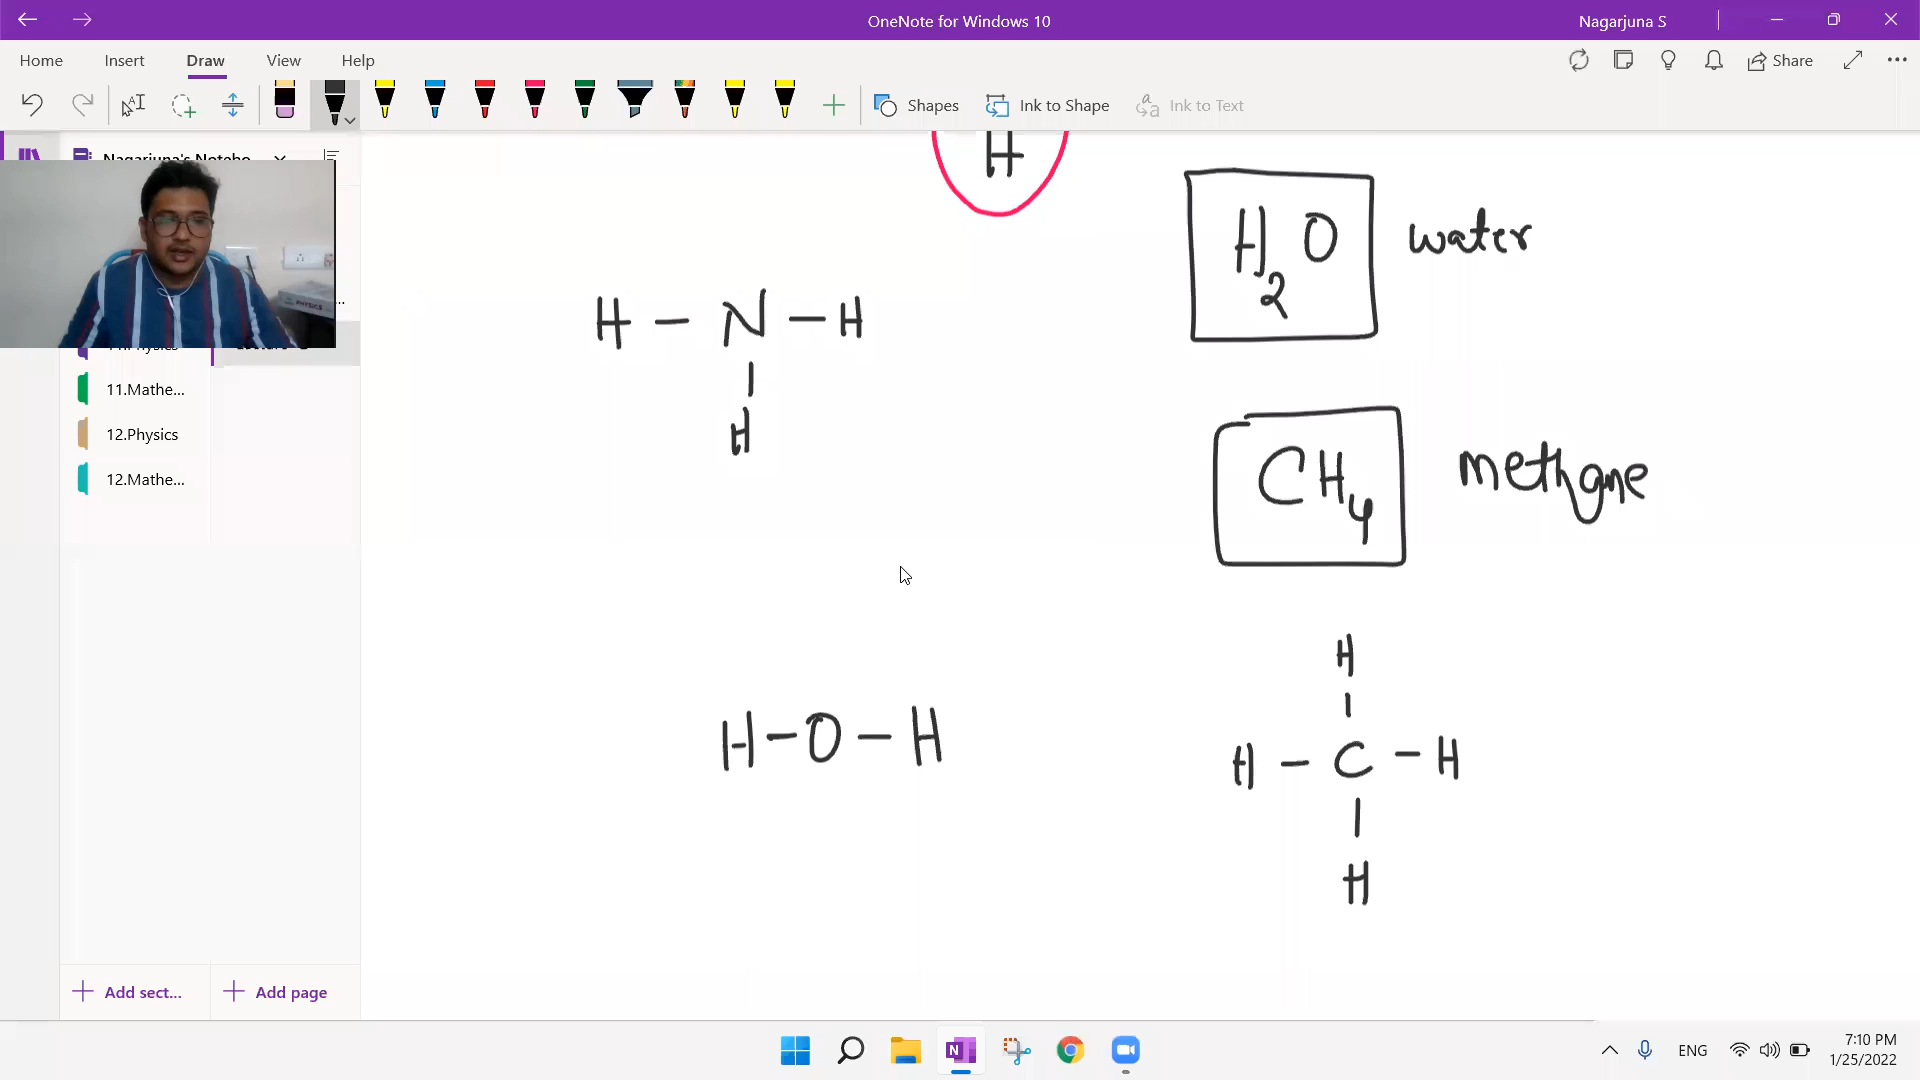 OneNote for Windows 10
Nagarjuna S
Home Insert Draw View Help
Share
Shapes Ink to Shape Ink to Text
Nagarjuna's Notebo
11.Mathe...
12.Physics
12.Mathe...
H
H2O water
H - N - H
|
H
CH4 methane
H - O - H
H
|
H - C - H
|
H
Add sect... Add page
ENG
7:10 PM
1/25/2022